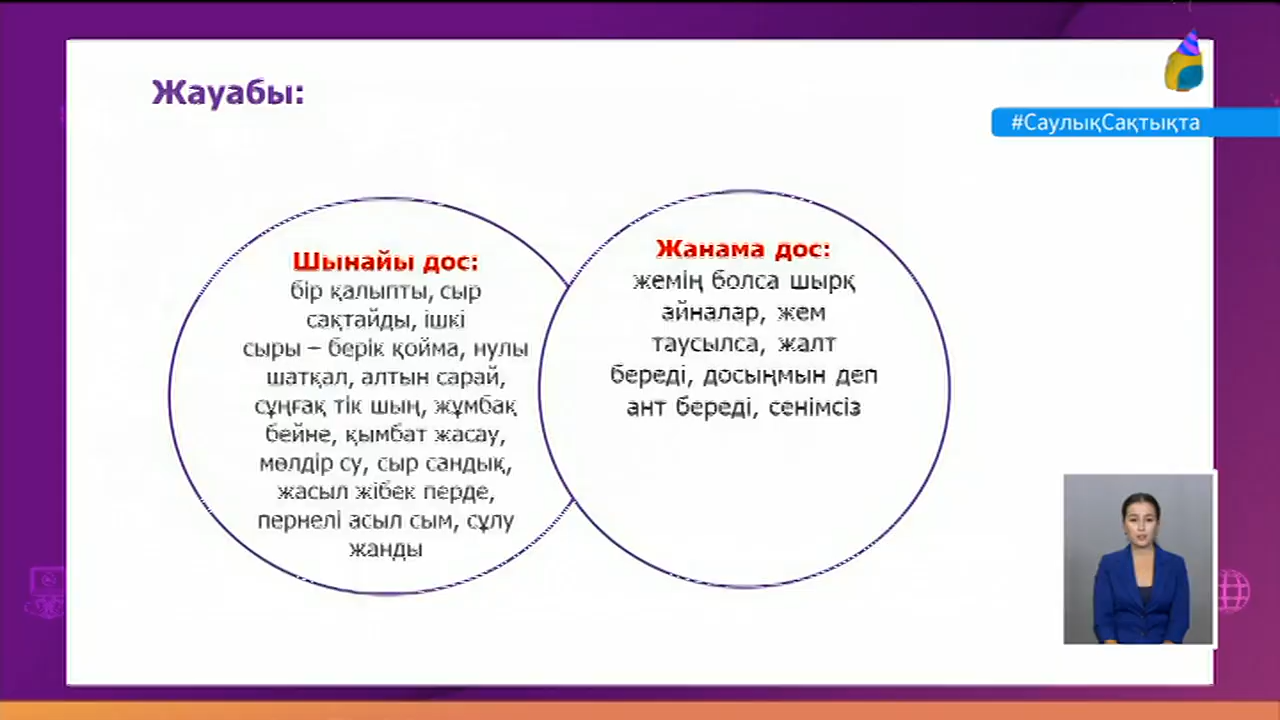 Жауабы:
#СаулықСақтықта
Шынайы дос:
бір қалыпты, сыр
сақтайды, ішкі
сыры – берік қойма, нулы
шатқал, алтын сарай,
сұңғақ тік шың, жұмбақ
бейне, қымбат жасау,
мөлдір су, сыр сандық,
жасыл жібек перде,
пернелі асыл сым, сұлу
жанды
Жанама дос:
жемің болса шырқ
айналар, жем
таусылса, жалт
береді, досыңмын деп
ант береді, сенімсіз